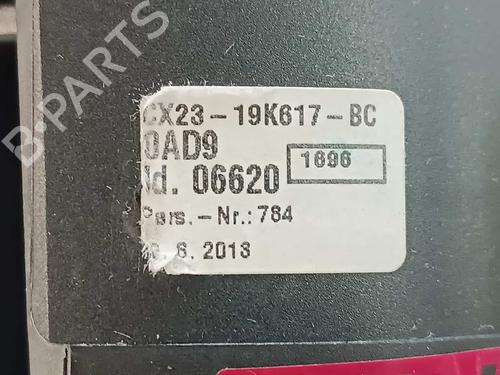 B-PARTS
CX23-19K617-BC
0AD9
Id. 06620 1696
Pers.-Nr.: 784
6. 2013